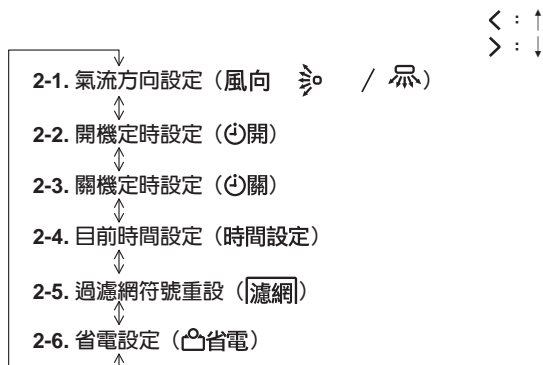 < : ↑
> : ↓
2-1. 氣流方向設定（風向 / ）
2-2. 開機定時設定（開）
2-3. 關機定時設定（關）
2-4. 目前時間設定（時間設定）
2-5. 過濾網符號重設（濾網）
2-6. 省電設定（省電）